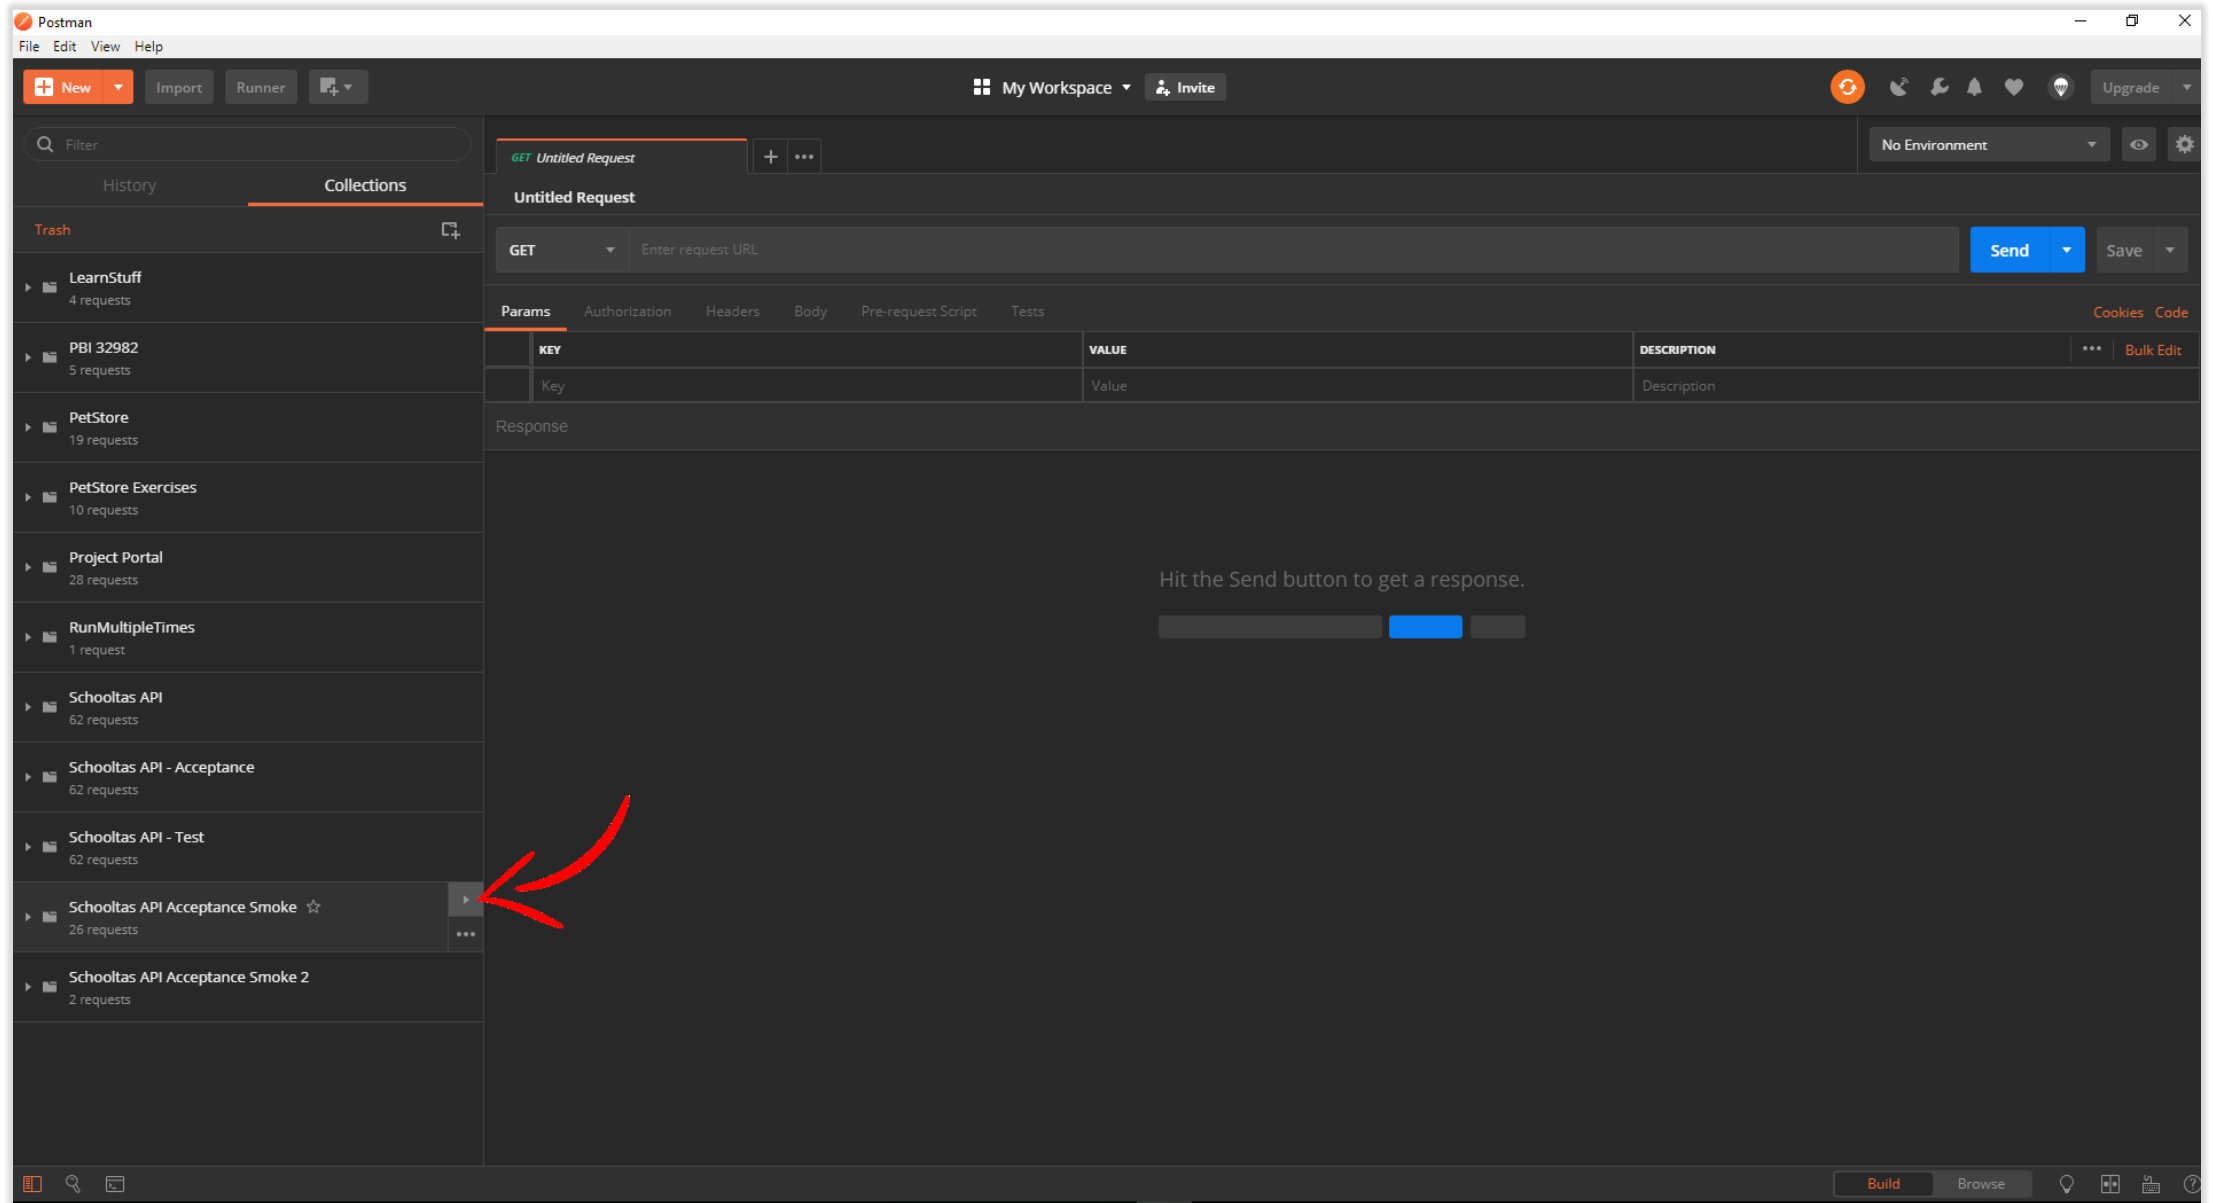 Postman
File Edit View Help
New Import Runner My Workspace Invite Upgrade
Filter
History Collections
Trash
LearnStuff
4 requests
PBI 32982
5 requests
PetStore
19 requests
PetStore Exercises
10 requests
Project Portal
28 requests
RunMultipleTimes
1 request
Schooltas API
62 requests
Schooltas API - Acceptance
62 requests
Schooltas API - Test
62 requests
Schooltas API Acceptance Smoke
26 requests
Schooltas API Acceptance Smoke 2
2 requests
GET Untitled Request
No Environment
Untitled Request
GET Enter request URL Send Save
Params Authorization Headers Body Pre-request Script Tests Cookies Code
KEY VALUE DESCRIPTION Bulk Edit
Key Value Description
Response
Hit the Send button to get a response.
Build Browse